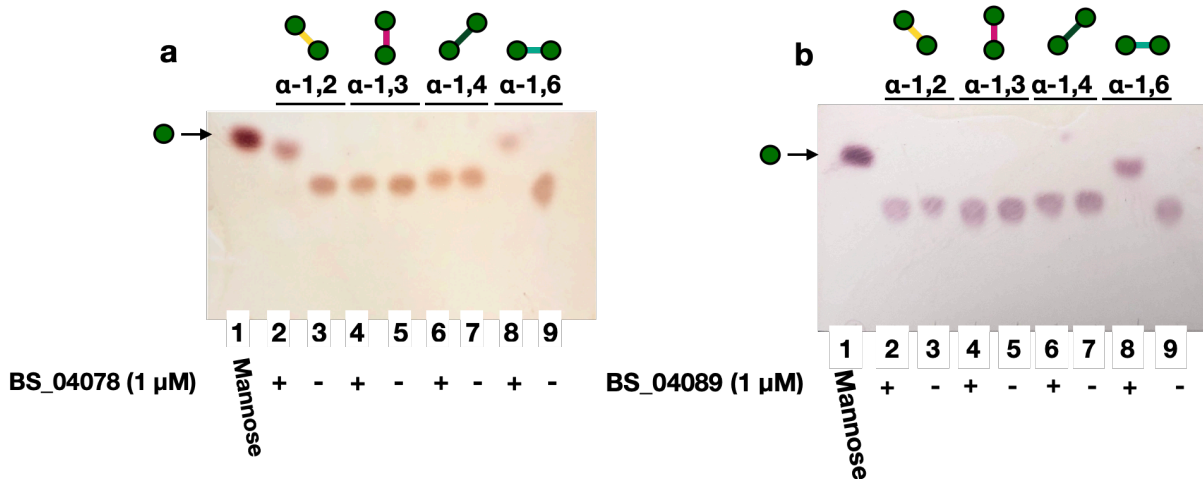 a
α-1,2 α-1,3 α-1,4 α-1,6
1 2 3 4 5 6 7 8 9
BS_04078 (1 µM) + - + - + - + -
Mannose
b
α-1,2 α-1,3 α-1,4 α-1,6
1 2 3 4 5 6 7 8 9
BS_04089 (1 µM) + - + - + - + -
Mannose